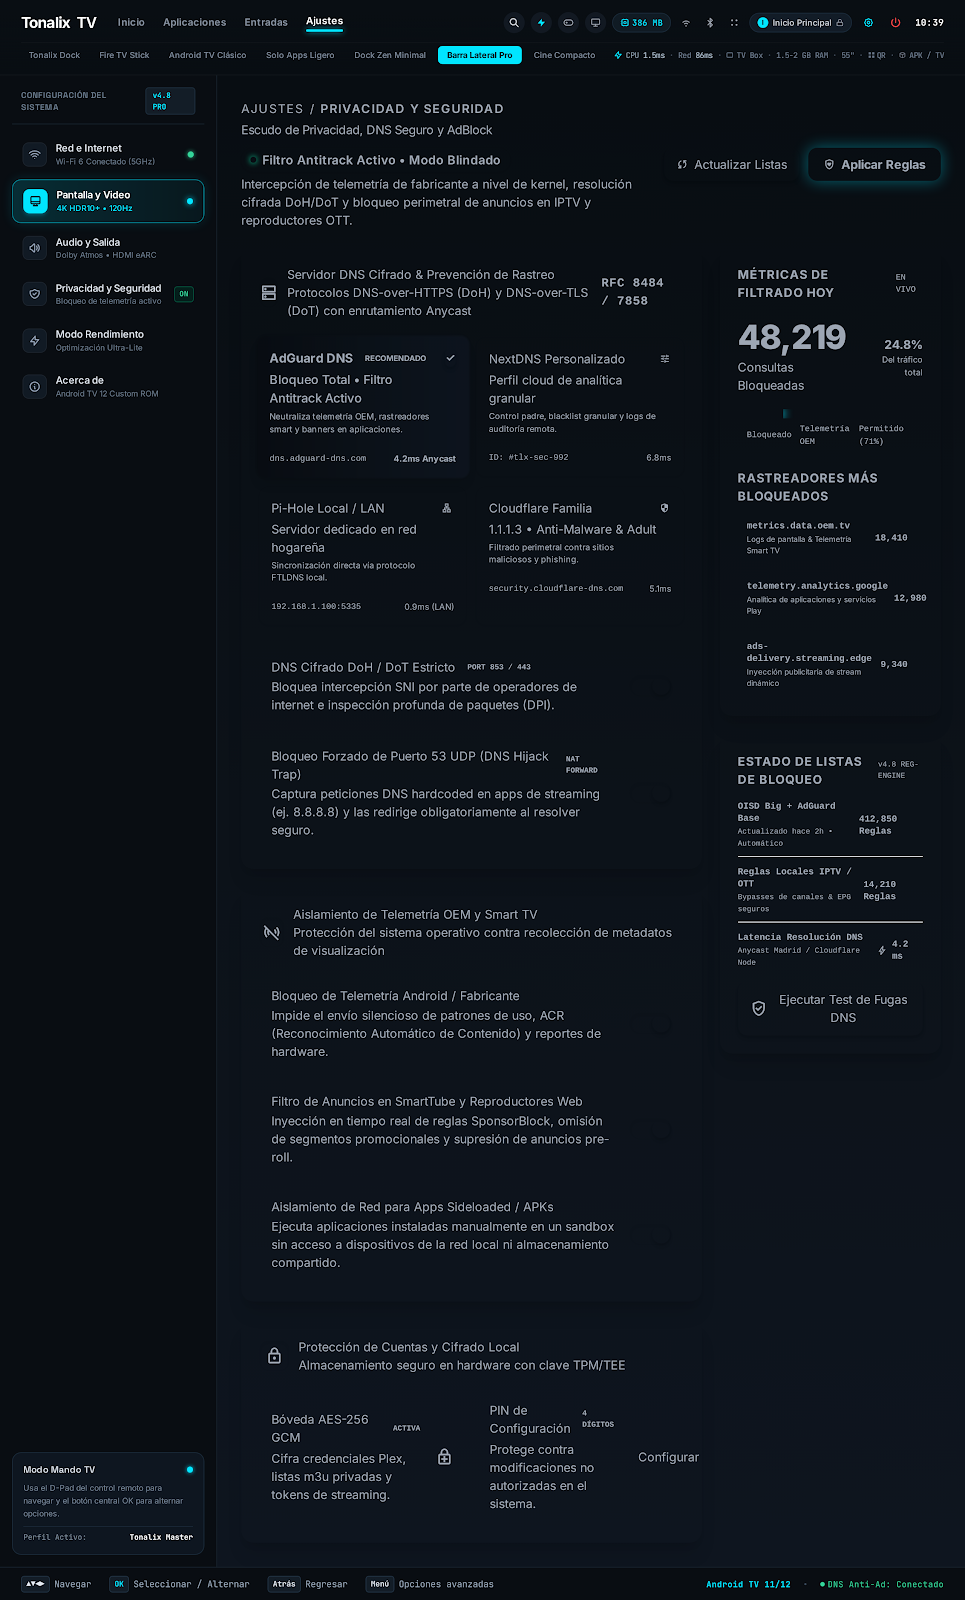 Tonalix TV Inicio Aplicaciones Entradas Ajustes 386 MB Inicio Principal 10:39
Tonalix Dock Fire TV Stick Android TV Clásico Solo Apps Ligero Dock Zen Minimal Barra Lateral Pro Cine Compacto CPU 1.5ms · Red 86ms · TV Box · 1.5-2 GB RAM · 55" · QR · APK / TV
CONFIGURACIÓN DEL
SISTEMA
v4.8
PRO
Red e Internet
Wi-Fi 6 Conectado (5GHz)
Pantalla y Video
4K HDR10+ • 120Hz
Audio y Salida
Dolby Atmos • HDMI eARC
Privacidad y Seguridad
Bloqueo de telemetría activo
ON
Modo Rendimiento
Optimización Ultra-Lite
Acerca de
Android TV 12 Custom ROM
AJUSTES / PRIVACIDAD Y SEGURIDAD
Escudo de Privacidad, DNS Seguro y AdBlock
Filtro Antitrack Activo • Modo Blindado
Intercepción de telemetría de fabricante a nivel de kernel, resolución
cifrada DoH/DoT y bloqueo perimetral de anuncios en IPTV y
reproductores OTT.
Actualizar Listas
Aplicar Reglas
Servidor DNS Cifrado & Prevención de Rastreo
Protocolos DNS-over-HTTPS (DoH) y DNS-over-TLS
(DoT) con enrutamiento Anycast
RFC 8484
/ 7858
AdGuard DNS RECOMENDADO
Bloqueo Total • Filtro
Antitrack Activo
Neutraliza telemetría OEM, rastreadores
smart y banners en aplicaciones.
dns.adguard-dns.com 4.2ms Anycast
NextDNS Personalizado
Perfil cloud de analítica
granular
Control padre, blacklist granular y logs de
auditoría remota.
ID: #tlx-sec-992 6.8ms
Pi-Hole Local / LAN
Servidor dedicado en red
hogareña
Sincronización directa vía protocolo
FTLDNS local.
192.168.1.100:5335 0.9ms (LAN)
Cloudflare Familia
1.1.1.3 • Anti-Malware & Adult
Filtrado perimetral contra sitios
maliciosos y phishing.
security.cloudflare-dns.com 5.1ms
DNS Cifrado DoH / DoT Estricto PORT 853 / 443
Bloquea intercepción SNI por parte de operadores de
internet e inspección profunda de paquetes (DPI).
Bloqueo Forzado de Puerto 53 UDP (DNS Hijack
Trap)
NAT
FORWARD
Captura peticiones DNS hardcoded en apps de streaming
(ej. 8.8.8.8) y las redirige obligatoriamente al resolver
seguro.
Aislamiento de Telemetría OEM y Smart TV
Protección del sistema operativo contra recolección de metadatos
de visualización
Bloqueo de Telemetría Android / Fabricante
Impide el envío silencioso de patrones de uso, ACR
(Reconocimiento Automático de Contenido) y reportes de
hardware.
Filtro de Anuncios en SmartTube y Reproductores Web
Inyección en tiempo real de reglas SponsorBlock, omisión
de segmentos promocionales y supresión de anuncios pre-
roll.
Aislamiento de Red para Apps Sideloaded / APKs
Ejecuta aplicaciones instaladas manualmente en un sandbox
sin acceso a dispositivos de la red local ni almacenamiento
compartido.
Protección de Cuentas y Cifrado Local
Almacenamiento seguro en hardware con clave TPM/TEE
Bóveda AES-256
GCM
ACTIVA
Cifra credenciales Plex,
listas m3u privadas y
tokens de streaming.
PIN de
Configuración
4
DÍGITOS
Protege contra
modificaciones no
autorizadas en el
sistema.
Configurar
MÉTRICAS DE
FILTRADO HOY
EN
VIVO
48,219
Consultas
Bloqueadas
24.8%
Del tráfico
total
Bloqueado
Telemetría
OEM
Permitido
(71%)
RASTREADORES MÁS
BLOQUEADOS
metrics.data.oem.tv
Logs de pantalla & Telemetría
Smart TV
18,410
telemetry.analytics.google
Analítica de aplicaciones y servicios
Play
12,980
ads-
delivery.streaming.edge
Inyección publicitaria de stream
dinámico
9,340
ESTADO DE LISTAS
DE BLOQUEO
v4.8 REG-
ENGINE
OISD Big + AdGuard
Base
Actualizado hace 2h •
Automático
412,850
Reglas
Reglas Locales IPTV /
OTT
Bypasses de canales & EPG
seguros
14,210
Reglas
Latencia Resolución DNS
Anycast Madrid / Cloudflare
Node
4.2
ms
Ejecutar Test de Fugas
DNS
Modo Mando TV
Usa el D-Pad del control remoto para
navegar y el botón central OK para alternar
opciones.
Perfil Activo: Tonalix Master
▲▼◀▶ Navegar OK Seleccionar / Alternar Atrás Regresar Menú Opciones avanzadas Android TV 11/12 · DNS Anti-Ad: Conectado